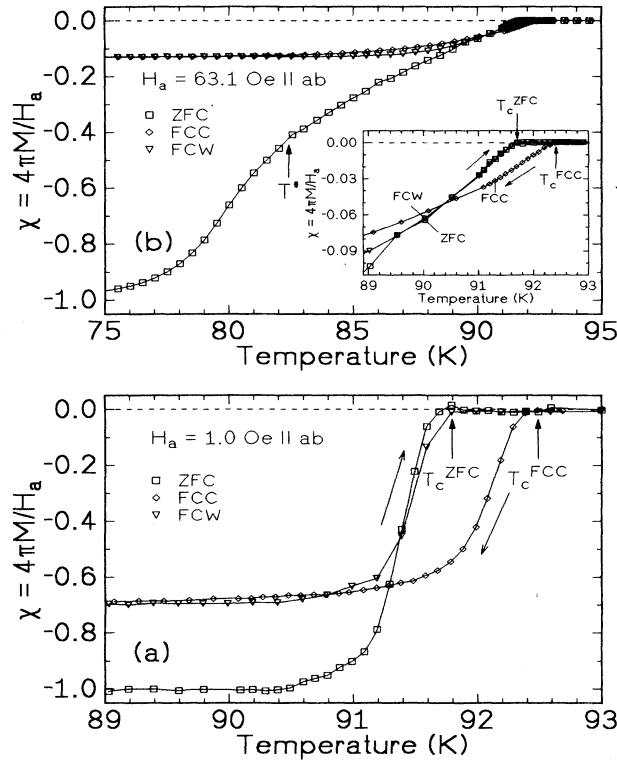 0.0
-0.2
-0.4
-0.6
-0.8
-1.0
χ = 4πM/Hₐ
Hₐ = 63.1 Oe II ab
ZFC
FCC
FCW
T*
(b)
75
80
85
90
95
Temperature (K)
T_c^ZFC
0.00
-0.03
-0.06
-0.09
χ = 4πM/Hₐ
FCW
FCC
T_c^FCC
ZFC
89
90
91
92
93
Temperature (K)
0.0
-0.2
-0.4
-0.6
-0.8
-1.0
χ = 4πM/Hₐ
Hₐ = 1.0 Oe II ab
ZFC
FCC
FCW
T_c^ZFC
T_c^FCC
(a)
89
90
91
92
93
Temperature (K)